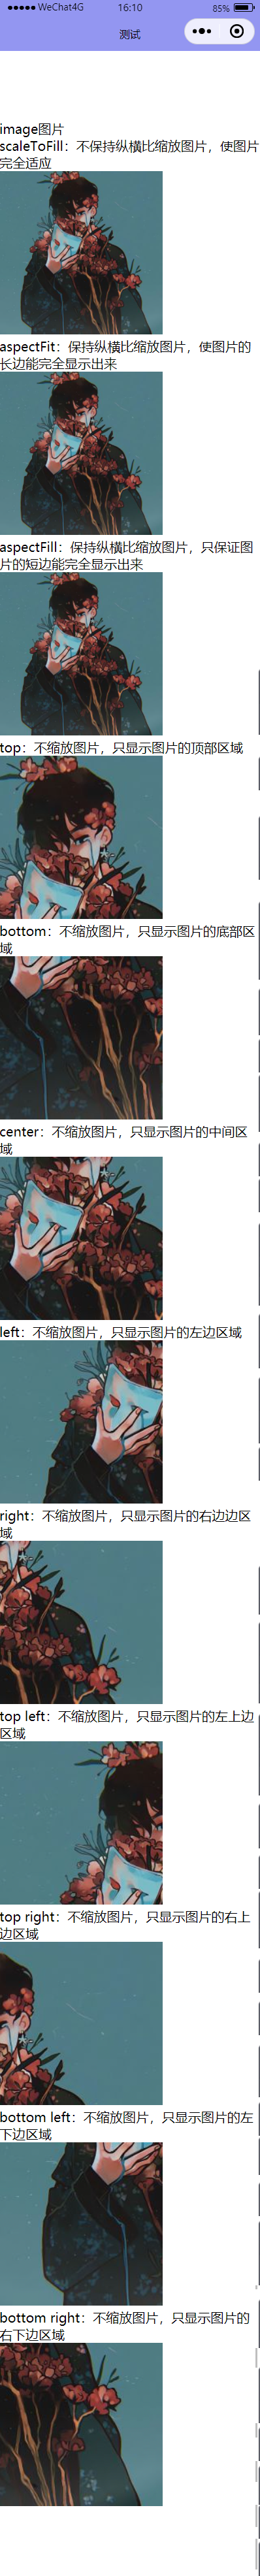 WeChat4G 16:10 85%
测试
image图片
scaleToFill：不保持纵横比缩放图片，使图片
完全适应
aspectFit：保持纵横比缩放图片，使图片的
长边能完全显示出来
aspectFill：保持纵横比缩放图片，只保证图
片的短边能完全显示出来
top：不缩放图片，只显示图片的顶部区域
bottom：不缩放图片，只显示图片的底部区
域
center：不缩放图片，只显示图片的中间区
域
left：不缩放图片，只显示图片的左边区域
right：不缩放图片，只显示图片的右边边区
域
top left：不缩放图片，只显示图片的左上边
区域
top right：不缩放图片，只显示图片的右上
边区域
bottom left：不缩放图片，只显示图片的左
下边区域
bottom right：不缩放图片，只显示图片的
右下边区域